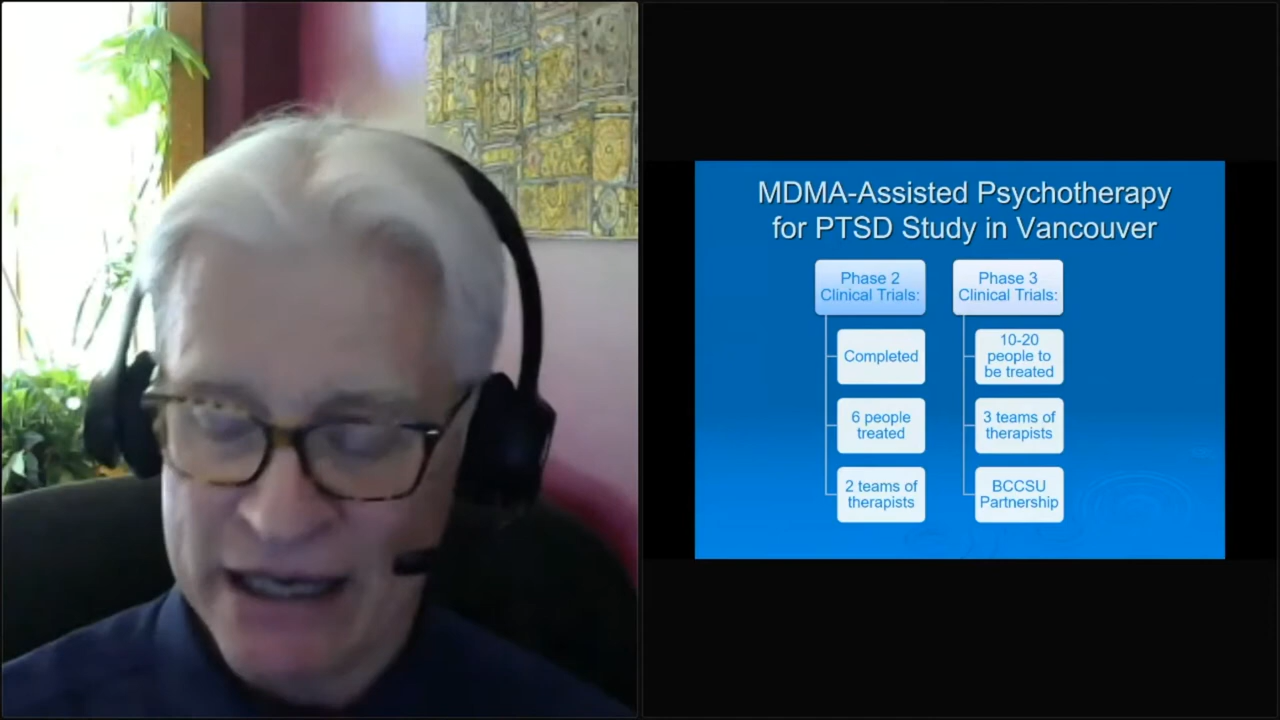 MDMA-Assisted Psychotherapy
for PTSD Study in Vancouver
Phase 2
Clinical Trials:
Completed
6 people
treated
2 teams of
therapists
Phase 3
Clinical Trials:
10-20
people to
be treated
3 teams of
therapists
BCCSU
Partnership